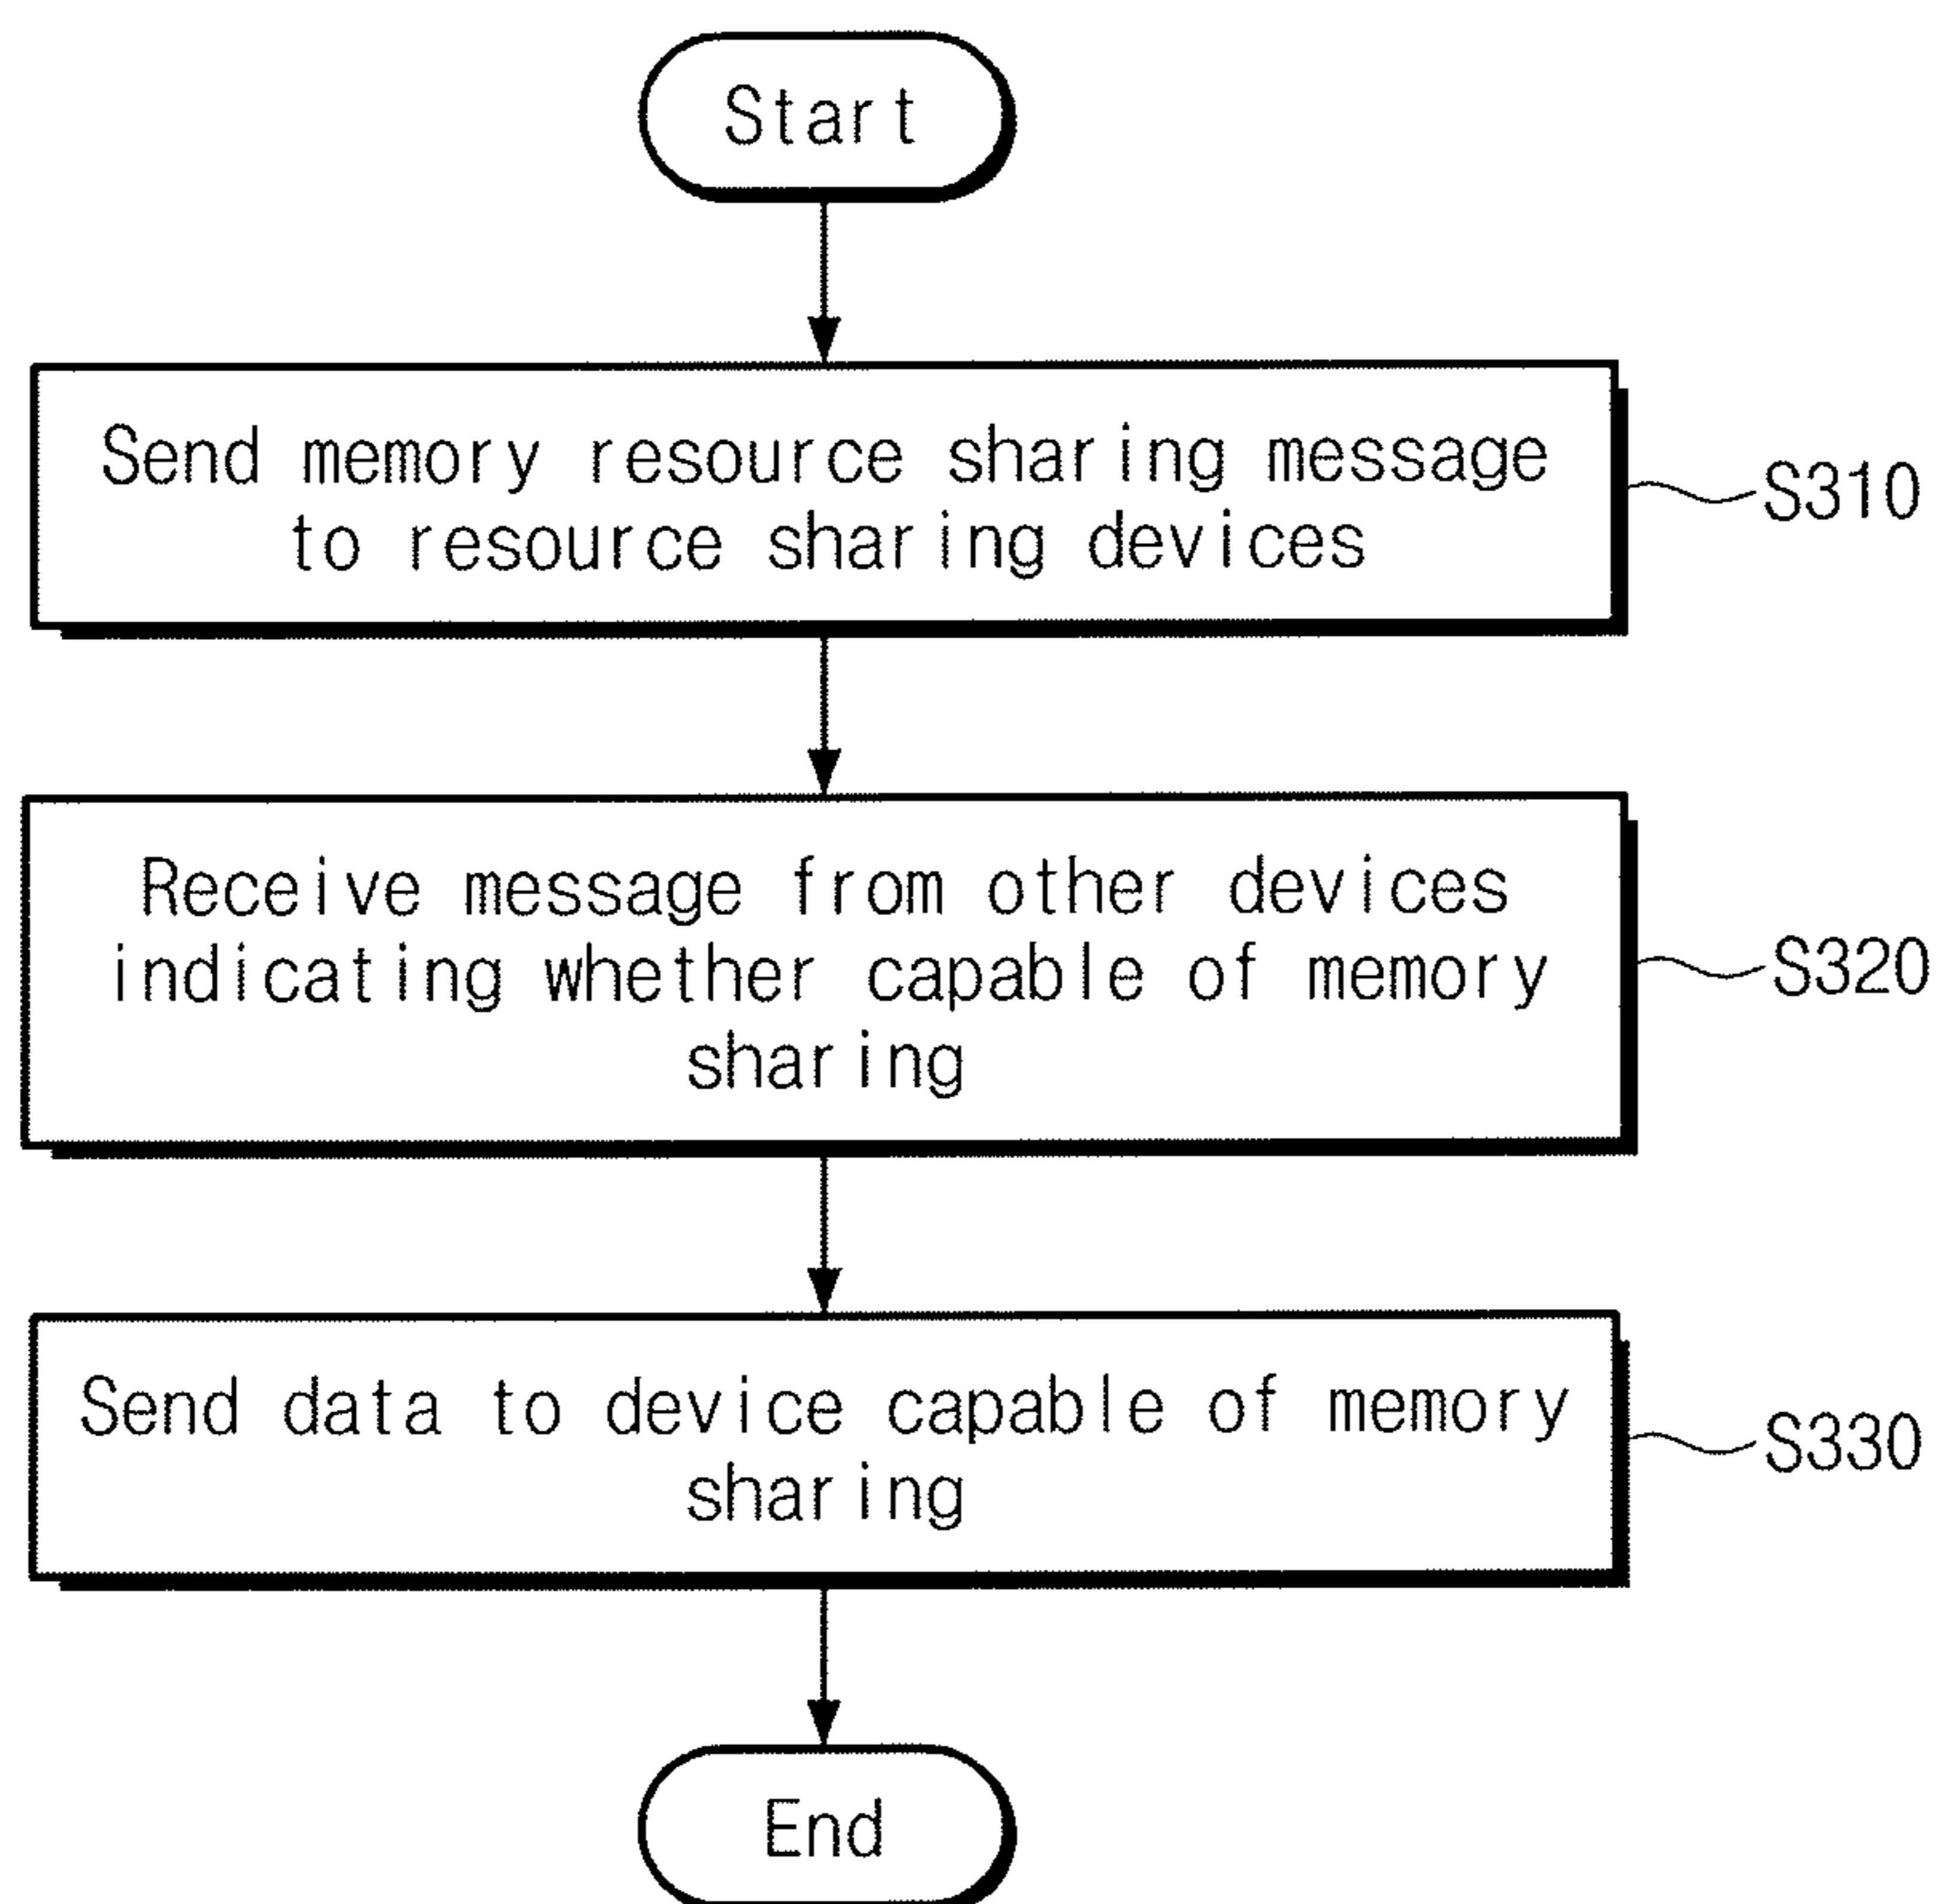 Start
Send memory resource sharing message
to resource sharing devices
S310
Receive message from other devices
indicating whether capable of memory
sharing
S320
Send data to device capable of memory
sharing
S330
End